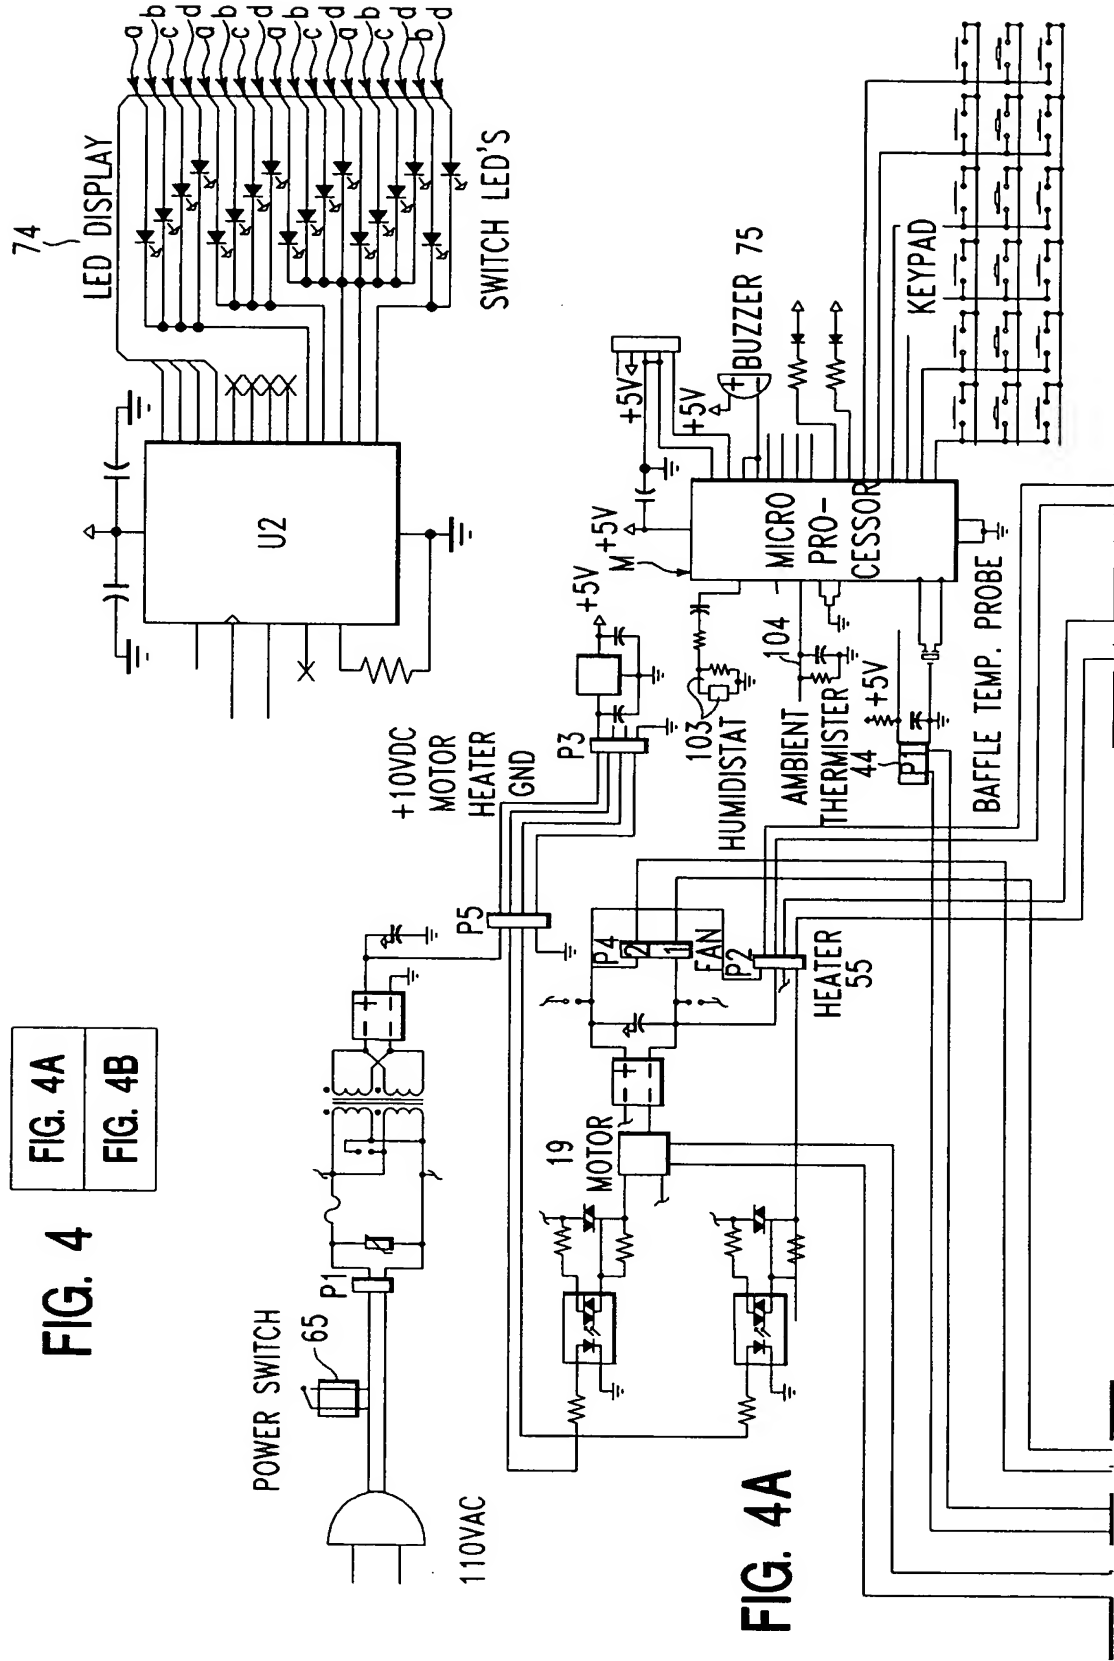 FIG. 4
FIG. 4A
FIG. 4B
POWER SWITCH
65
110VAC
P1
P5
+10VDC
MOTOR
HEATER
GND
P3
+5V
74
LED DISPLAY
U2
SWITCH LED'S
a
b
c
d
a
b
c
d
a
b
c
d
a
b
c
d
b
d
FIG. 4A
19
MOTOR
P4
2
1
FAN
P2
HEATER
55
103
HUMIDISTAT
104
AMBIENT
THERMISTER
44
P1
+5V
BAFFLE TEMP. PROBE
M
+5V
MICRO
PRO-
CESSOR
+5V
+5V
BUZZER 75
KEYPAD